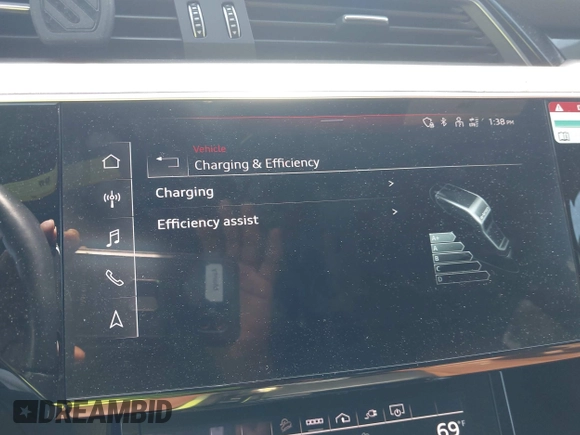 1:38 PM
Vehicle
Charging & Efficiency
Charging
Efficiency assist
A+
A
B
C
D
69°F
DREAMBID